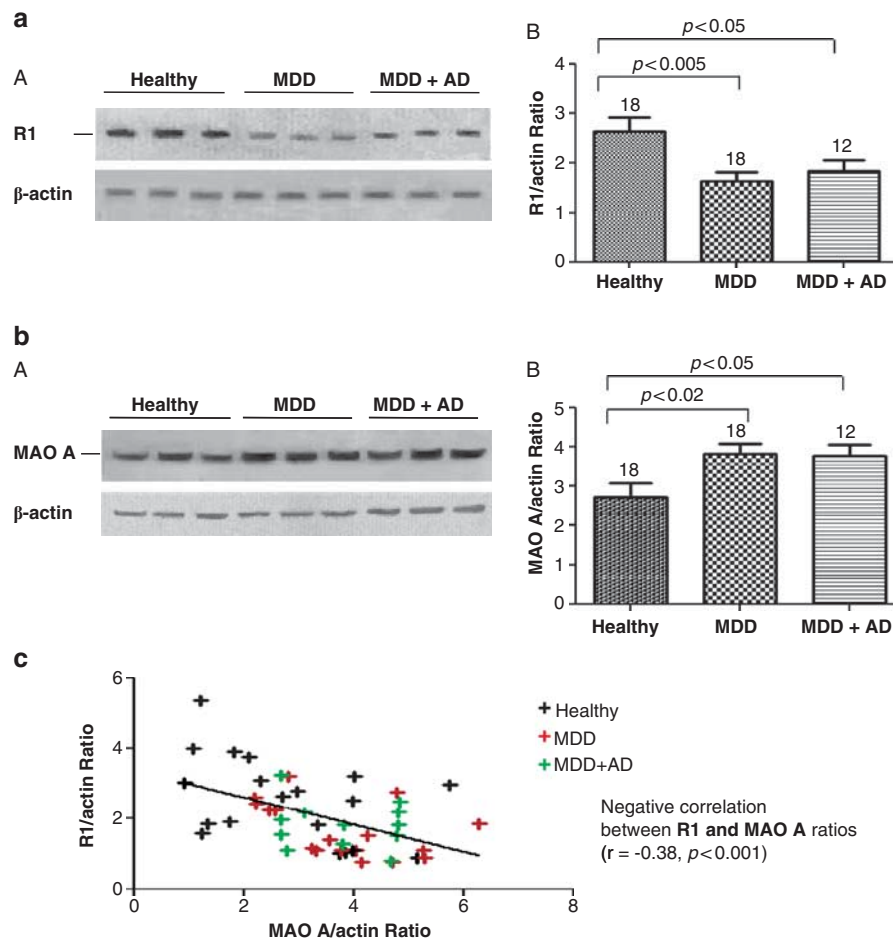 a
A
Healthy MDD MDD + AD
R1
β-actin
B
p<0.05
p<0.005
4
3
2
1
0
R1/actin Ratio
18
18
12
Healthy MDD MDD + AD
b
A
Healthy MDD MDD + AD
MAO A
β-actin
B
p<0.05
p<0.02
5
4
3
2
1
0
MAO A/actin Ratio
18
18
12
Healthy MDD MDD + AD
c
6
4
2
0
R1/actin Ratio
0 2 4 6 8
MAO A/actin Ratio
Healthy
MDD
MDD+AD
Negative correlation
between R1 and MAO A ratios
(r = -0.38, p<0.001)